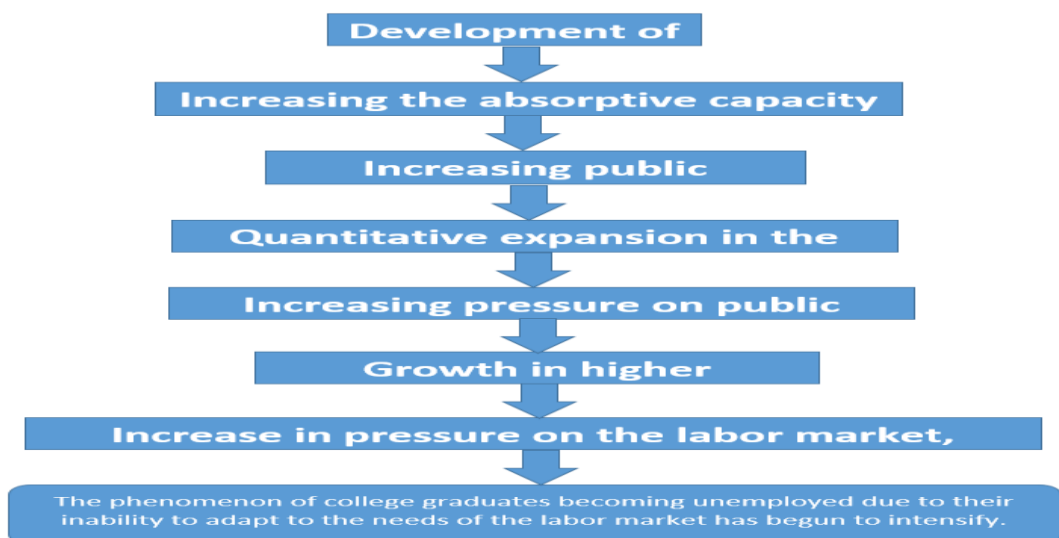 Development of
Increasing the absorptive capacity
Increasing public
Quantitative expansion in the
Increasing pressure on public
Growth in higher
Increase in pressure on the labor market,
The phenomenon of college graduates becoming unemployed due to their
inability to adapt to the needs of the labor market has begun to intensify.